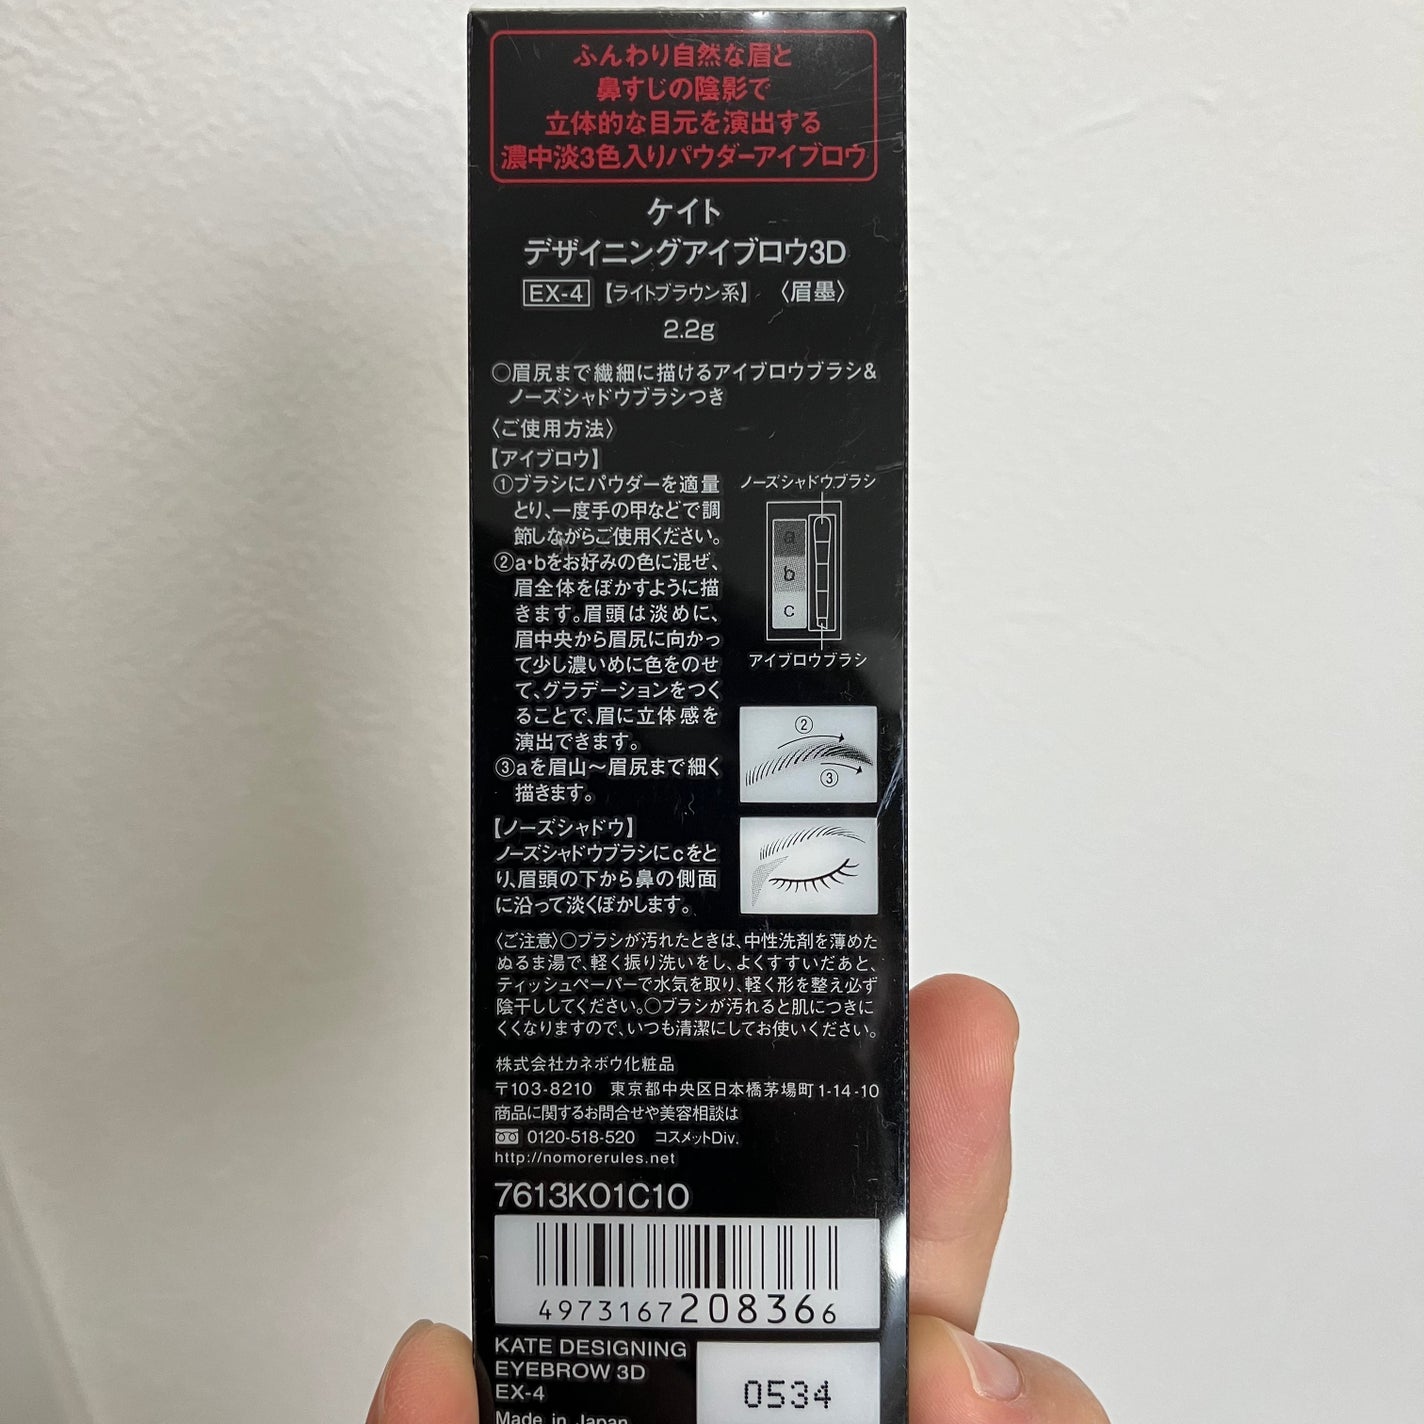 ふんわり自然な眉と
鼻すじの陰影で
立体的な目元を演出する
濃中淡3色入りパウダーアイブロウ
ケイト
デザイニングアイブロウ3D
EX-4 【ライトブラウン系】 〈眉墨〉
2.2g
○眉尻まで繊細に描けるアイブロウブラシ&
ノーズシャドウブラシつき
〈ご使用方法〉
【アイブロウ】
①ブラシにパウダーを適量
とり、一度手の甲などで調
節しながらご使用ください。
②a・bをお好みの色に混ぜ、
眉全体をぼかすように描
きます。眉頭は淡めに、
眉中央から眉尻に向かっ
て少し濃いめに色をのせ
て、グラデーションをつく
ることで、眉に立体感を
演出できます。
③aを眉山〜眉尻まで細く
描きます。
ノーズシャドウブラシ
a
b
c
アイブロウブラシ
②
③
【ノーズシャドウ】
ノーズシャドウブラシにcをと
り、眉頭の下から鼻の側面
に沿って淡くぼかします。
〈ご注意〉○ブラシが汚れたときは、中性洗剤を薄めた
ぬるま湯で、軽く振り洗いをし、よくすすいだあと、
ティッシュペーパーで水気を取り、軽く形を整え必ず
陰干ししてください。○ブラシが汚れると肌につきに
くくなりますので、いつも清潔にしてお使いください。
株式会社カネボウ化粧品
〒103-8210 東京都中央区日本橋茅場町1-14-10
商品に関するお問合せや美容相談は
0120-518-520 コスメットDiv.
http://nomorerules.net
7613K01C10
4973167208366
KATE DESIGNING
EYEBROW 3D
EX-4
Made in Japan
0534